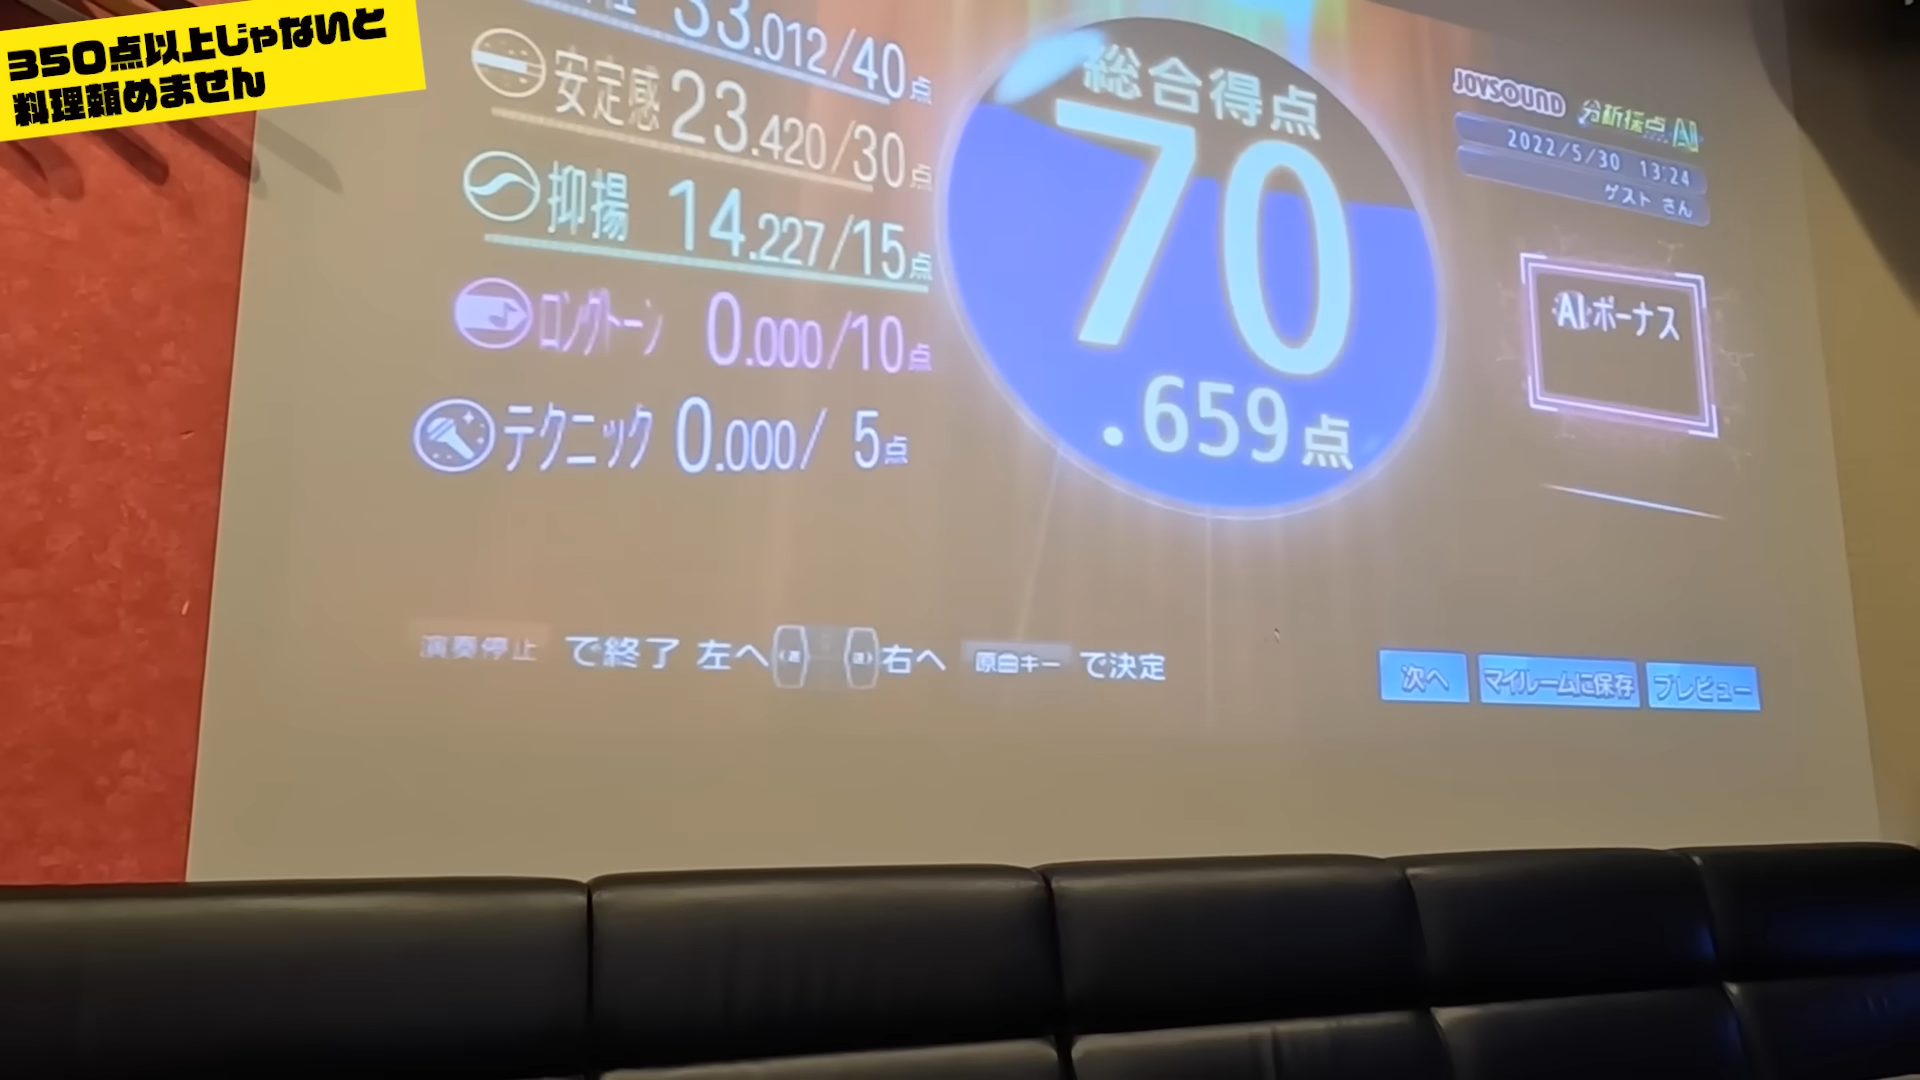 350点以上じゃないと
料理頼めません
33.012/40点
安定感 23.420/30点
抑揚 14.227/15点
ロングトーン 0.000/10点
テクニック 0.000/ 5点
総合得点
70
.659点
JOYSOUND 分析採点AI
2022/5/30 13:24
ゲスト さん
AIボーナス
演奏停止 で終了 左へ 右へ 原曲キー で決定
次へ マイルームに保存 プレビュー